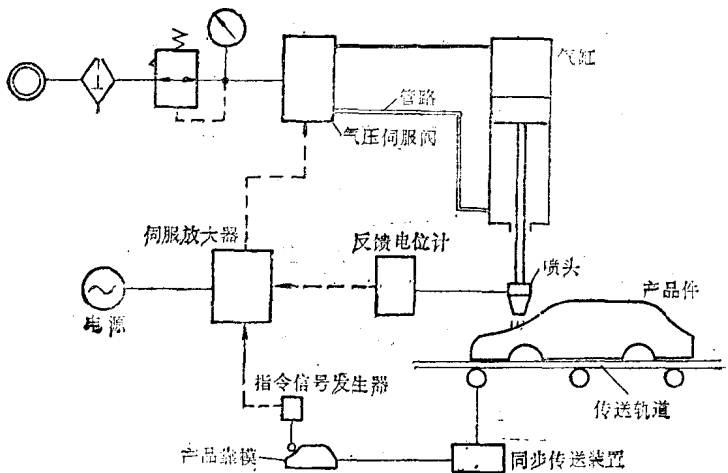 气缸
管路
气压伺服阀
伺服放大器
反馈电位计
喷头
产品件
电源
指令信号发生器
传送轨道
产品靠模
同步传送装置